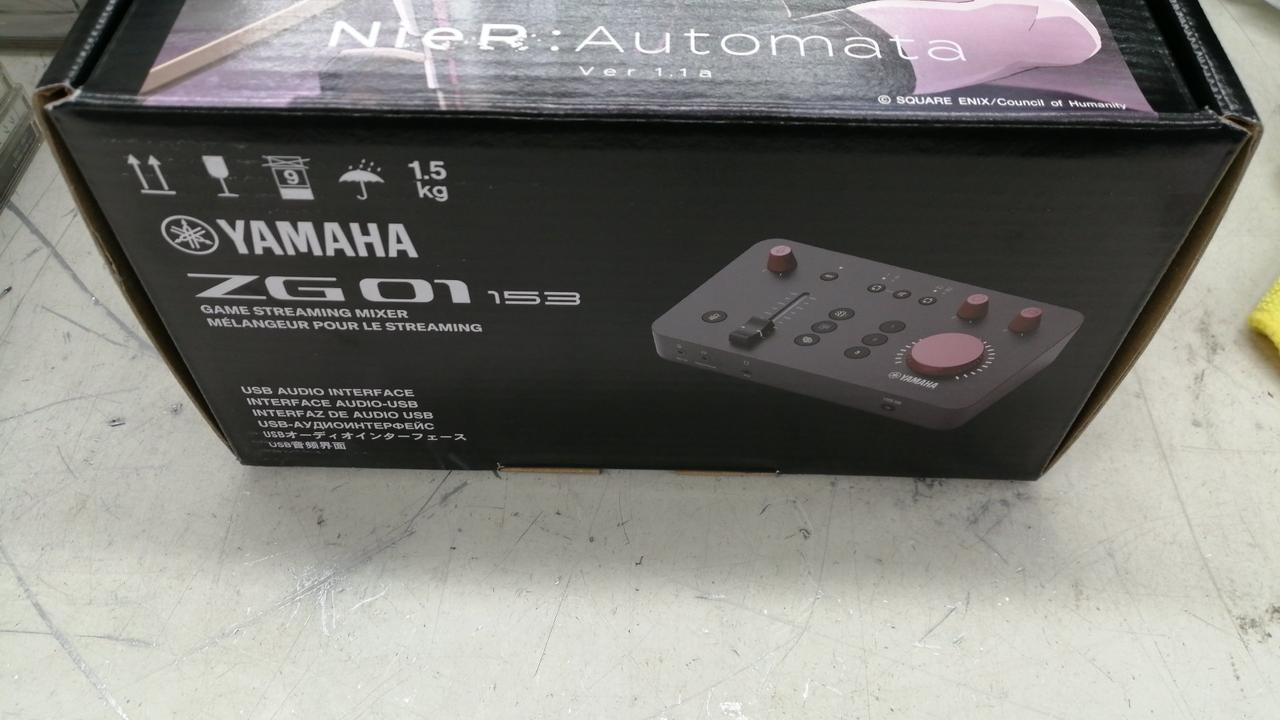 NieR:Automata
Ver 1.1a
© SQUARE ENIX/Council of Humanity
9
1.5
kg
YAMAHA
ZG01 153
GAME STREAMING MIXER
MÉLANGEUR POUR LE STREAMING
USB AUDIO INTERFACE
INTERFACE AUDIO-USB
INTERFAZ DE AUDIO USB
USB-АУДИОИНТЕРФЕЙС
USBオーディオインターフェース
USB音频界面
YAMAHA